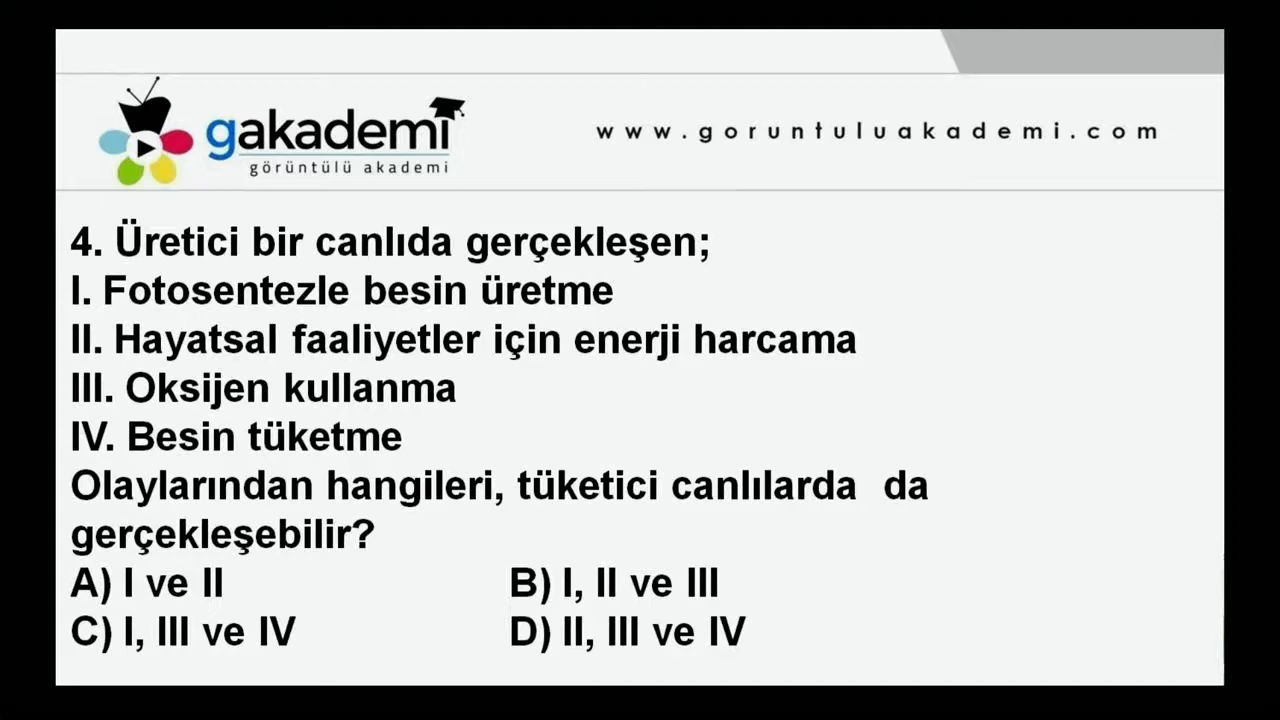 gakademi
görüntülü akademi
www.goruntuluakademi.com
4. Üretici bir canlıda gerçekleşen;
I. Fotosentezle besin üretme
II. Hayatsal faaliyetler için enerji harcama
III. Oksijen kullanma
IV. Besin tüketme
Olaylarından hangileri, tüketici canlılarda da
gerçekleşebilir?
A) I ve II B) I, II ve III
C) I, III ve IV D) II, III ve IV